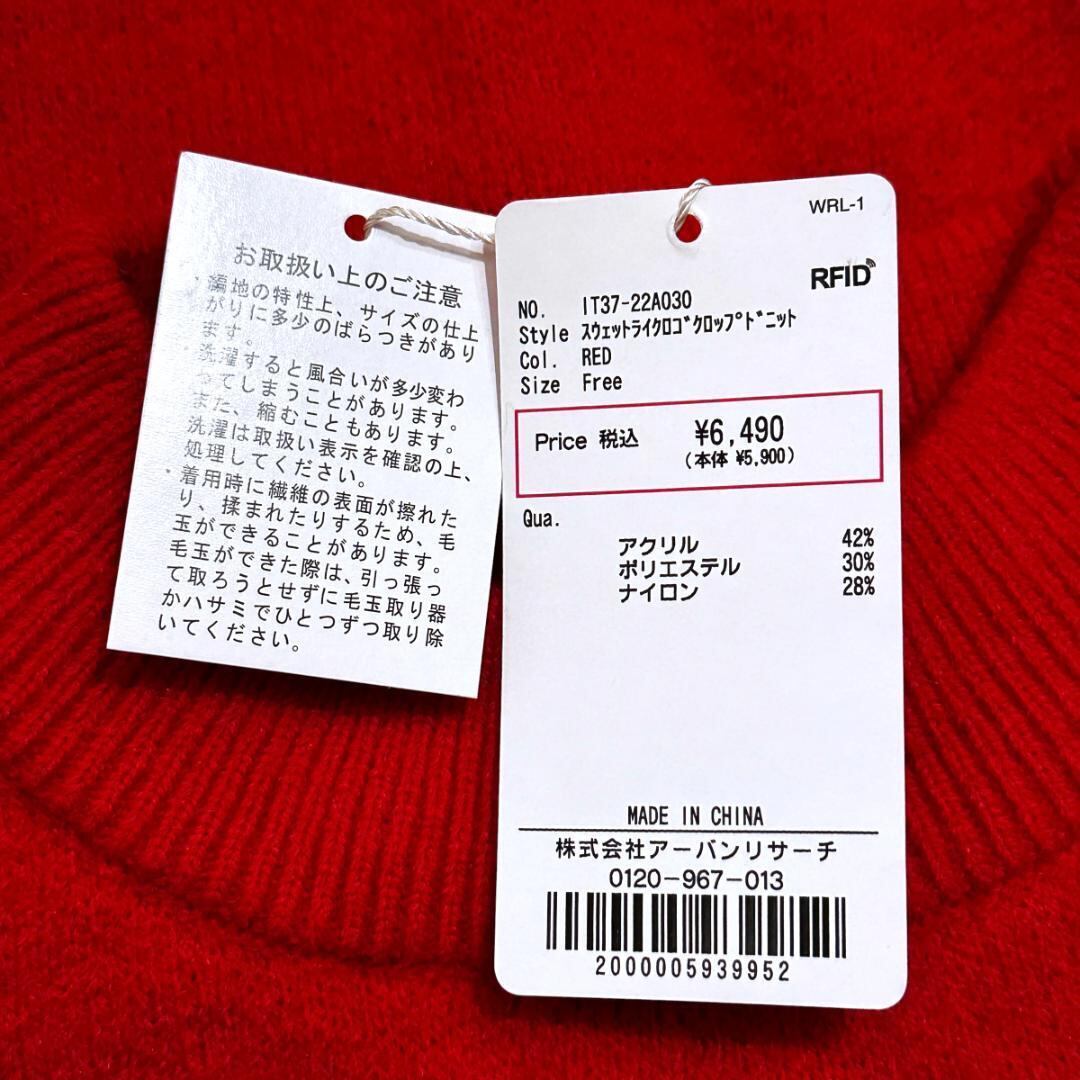 お取扱い上のご注意
・編地の特性上、サイズの仕上
がりに多少のばらつきがあり
ます。
・洗濯すると風合いが多少変わ
ってしまうことがあります。
また、縮むこともあります。
洗濯は取扱い表示を確認の上、
処理してください。
・着用時に繊維の表面が擦れた
り、揉まれたりするため、毛
玉ができることがあります。
毛玉ができた際は、引っ張っ
て取ろうとせずに毛玉取り器
かハサミでひとつずつ取り除
いてください。
WRL-1
RFID
NO. IT37-22A030
Style ｽｳｪｯﾄﾗｲｸﾛｺﾞｸﾛｯﾌﾟﾄﾞﾆｯﾄ
Col. RED
Size Free
Price 税込 ¥6,490
(本体 ¥5,900)
Qua.
アクリル 42%
ポリエステル 30%
ナイロン 28%
MADE IN CHINA
株式会社アーバンリサーチ
0120-967-013
2000005939952